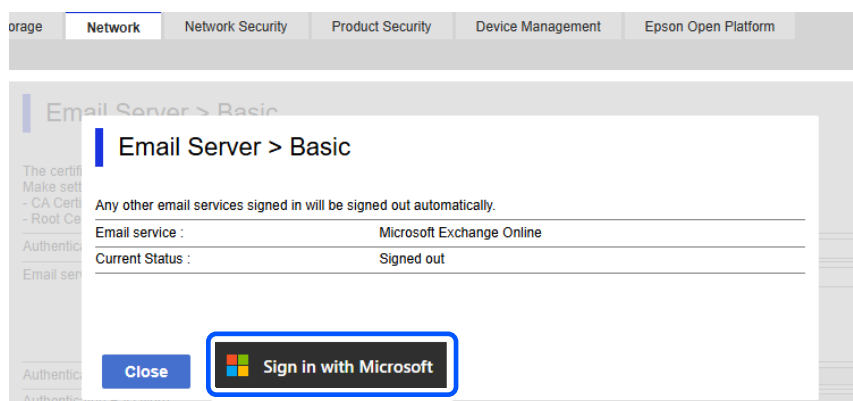 orage Network Network Security Product Security Device Management Epson Open Platform
Email Server > Basic
Email Server > Basic
The certifi
Make sett
- CA Certi
- Root Ce
Any other email services signed in will be signed out automatically.
Authentica
Email service : Microsoft Exchange Online
Current Status : Signed out
Email serv
Close Sign in with Microsoft
Authentica